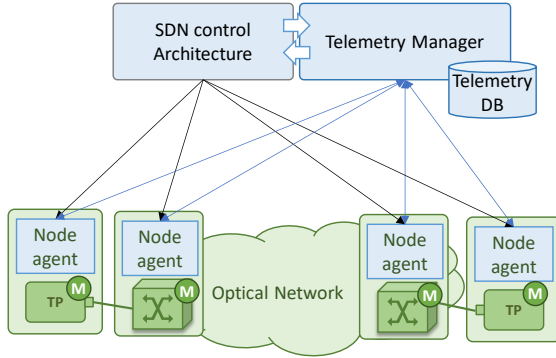 SDN control
Architecture
Telemetry Manager
Telemetry
DB
Node
agent
Node
agent
Node
agent
Node
agent
M
TP
M
Optical Network
M
M
TP